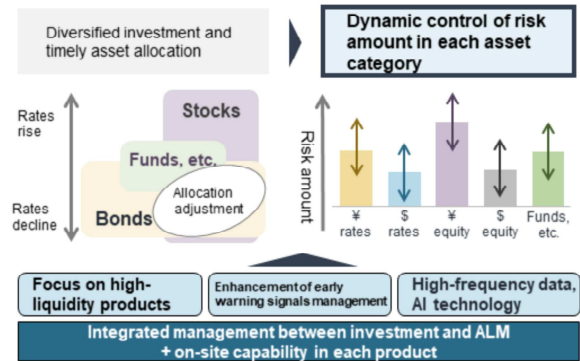 Diversified investment and
timely asset allocation
Dynamic control of risk
amount in each asset
category
Rates
rise
Rates
decline
Stocks
Funds, etc.
Bonds
Allocation
adjustment
Risk amount
¥
rates
$
rates
¥
equity
$
equity
Funds,
etc.
Focus on high-
liquidity products
Enhancement of early
warning signals management
High-frequency data,
AI technology
Integrated management between investment and ALM
+ on-site capability in each product